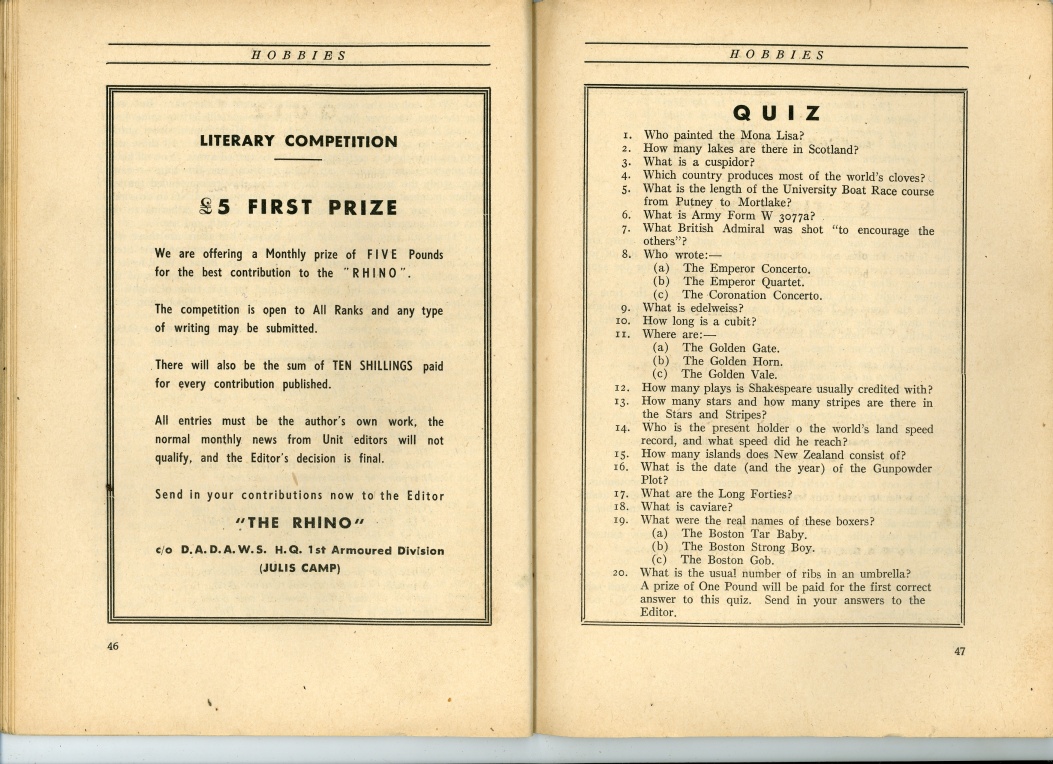 HOBBIES
LITERARY COMPETITION
£5 FIRST PRIZE
We are offering a Monthly prize of FIVE Pounds
for the best contribution to the "RHINO".
The competition is open to All Ranks and any type
of writing may be submitted.
There will also be the sum of TEN SHILLINGS paid
for every contribution published.
All entries must be the author's own work, the
normal monthly news from Unit editors will not
qualify, and the Editor's decision is final.
Send in your contributions now to the Editor
"THE RHINO"
c/o D.A.D.A.W.S. H.Q. 1st Armoured Division
(JULIS CAMP)
46
HOBBIES
QUIZ
1. Who painted the Mona Lisa?
2. How many lakes are there in Scotland?
3. What is a cuspidor?
4. Which country produces most of the world's cloves?
5. What is the length of the University Boat Race course
from Putney to Mortlake?
6. What is Army Form W 3077a?
7. What British Admiral was shot "to encourage the
others"?
8. Who wrote:—
(a) The Emperor Concerto.
(b) The Emperor Quartet.
(c) The Coronation Concerto.
9. What is edelweiss?
10. How long is a cubit?
11. Where are:—
(a) The Golden Gate.
(b) The Golden Horn.
(c) The Golden Vale.
12. How many plays is Shakespeare usually credited with?
13. How many stars and how many stripes are there in
the Stars and Stripes?
14. Who is the present holder o the world's land speed
record, and what speed did he reach?
15. How many islands does New Zealand consist of?
16. What is the date (and the year) of the Gunpowder
Plot?
17. What are the Long Forties?
18. What is caviare?
19. What were the real names of these boxers?
(a) The Boston Tar Baby.
(b) The Boston Strong Boy.
(c) The Boston Gob.
20. What is the usual number of ribs in an umbrella?
A prize of One Pound will be paid for the first correct
answer to this quiz. Send in your answers to the
Editor.
47